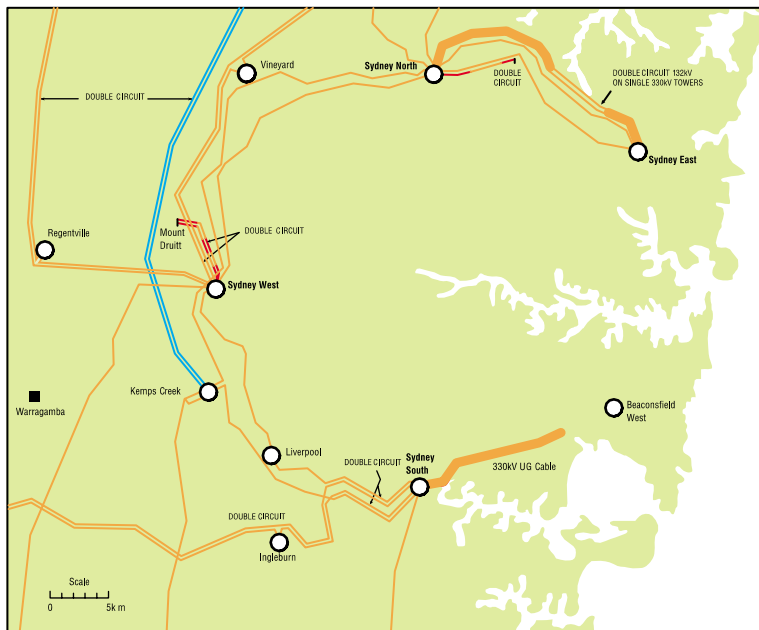 Vineyard
Sydney North
DOUBLE
CIRCUIT
DOUBLE CIRCUIT 132kV
ON SINGLE 330kV TOWERS
DOUBLE CIRCUIT
Sydney East
Regentville
Mount
Druitt
DOUBLE CIRCUIT
Sydney West
Kemps Creek
Warragamba
Beaconsfield
West
Liverpool
Sydney
South
DOUBLE CIRCUIT
330kV UG Cable
DOUBLE CIRCUIT
Ingleburn
Scale
0
5k m